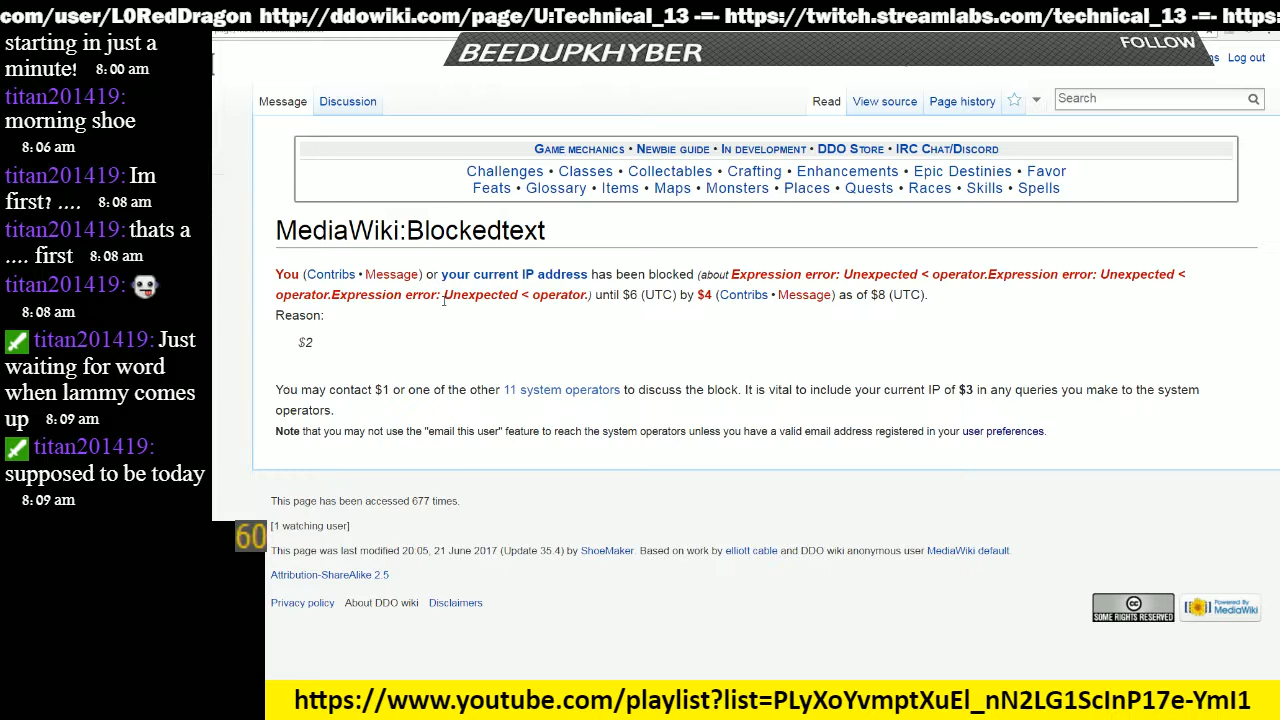 com/user/L0RedDragon http://ddowiki.com/page/U:Technical_13 -=- https://twitch.streamlabs.com/technical_13 -=- https:
starting in just a
minute! 8:00 am
titan201419:
morning shoe
8:06 am
titan201419: Im
first? .... 8:08 am
titan201419: thats a
.... first 8:08 am
titan201419:
8:08 am
titan201419: Just
waiting for word
when lammy comes
up 8:09 am
titan201419:
supposed to be today
8:09 am
BEEDUPKHYBER
FOLLOW
ns Log out
Message Discussion Read View source Page history Search
Game mechanics • Newbie guide • In development • DDO Store • IRC Chat/Discord
Challenges • Classes • Collectables • Crafting • Enhancements • Epic Destinies • Favor
Feats • Glossary • Items • Maps • Monsters • Places • Quests • Races • Skills • Spells
MediaWiki:Blockedtext
You (Contribs • Message) or your current IP address has been blocked (about Expression error: Unexpected < operator.Expression error: Unexpected <
operator.Expression error: Unexpected < operator.) until $6 (UTC) by $4 (Contribs • Message) as of $8 (UTC).
Reason:
$2
You may contact $1 or one of the other 11 system operators to discuss the block. It is vital to include your current IP of $3 in any queries you make to the system
operators.
Note that you may not use the "email this user" feature to reach the system operators unless you have a valid email address registered in your user preferences.
This page has been accessed 677 times.
60
[1 watching user]
This page was last modified 20:05, 21 June 2017 (Update 35.4) by ShoeMaker. Based on work by elliott cable and DDO wiki anonymous user MediaWiki default
Attribution-ShareAlike 2.5
Privacy policy About DDO wiki Disclaimers
cc
SOME RIGHTS RESERVED
Powered By
MediaWiki
https://www.youtube.com/playlist?list=PLyXoYvmptXuEl_nN2LG1ScInP17e-YmI1